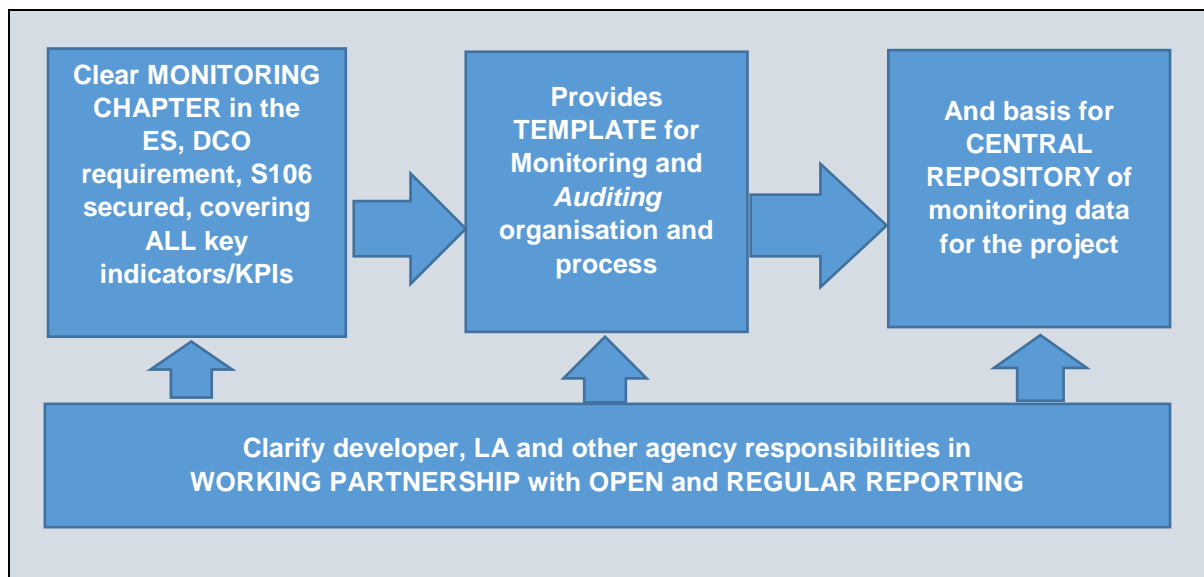 Clear MONITORING
CHAPTER in the
ES, DCO
requirement, S106
secured, covering
ALL key
indicators/KPIs
Provides
TEMPLATE for
Monitoring and
Auditing
organisation and
process
And basis for
CENTRAL
REPOSITORY of
monitoring data
for the project
Clarify developer, LA and other agency responsibilities in
WORKING PARTNERSHIP with OPEN and REGULAR REPORTING